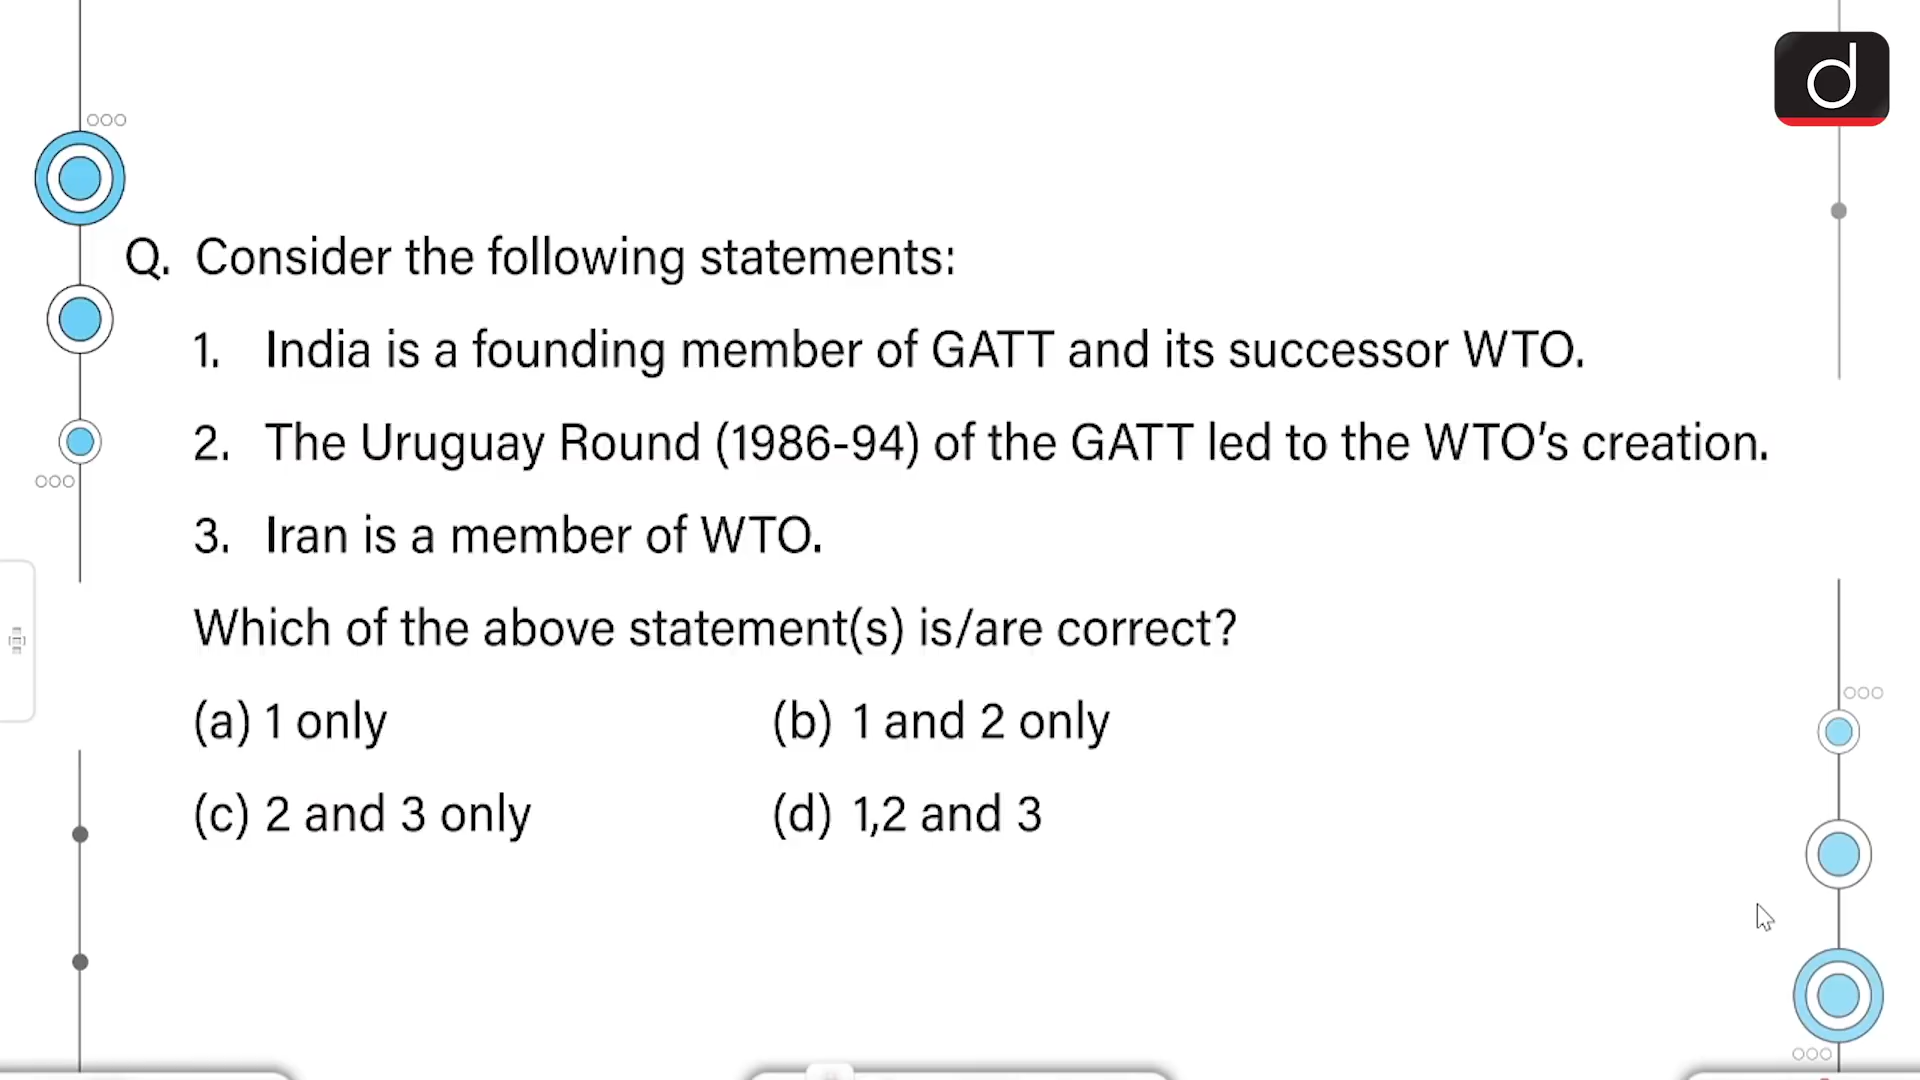 d
Q. Consider the following statements:
1. India is a founding member of GATT and its successor WTO.
2. The Uruguay Round (1986-94) of the GATT led to the WTO’s creation.
3. Iran is a member of WTO.
Which of the above statement(s) is/are correct?
(a) 1 only (b) 1 and 2 only
(c) 2 and 3 only (d) 1,2 and 3